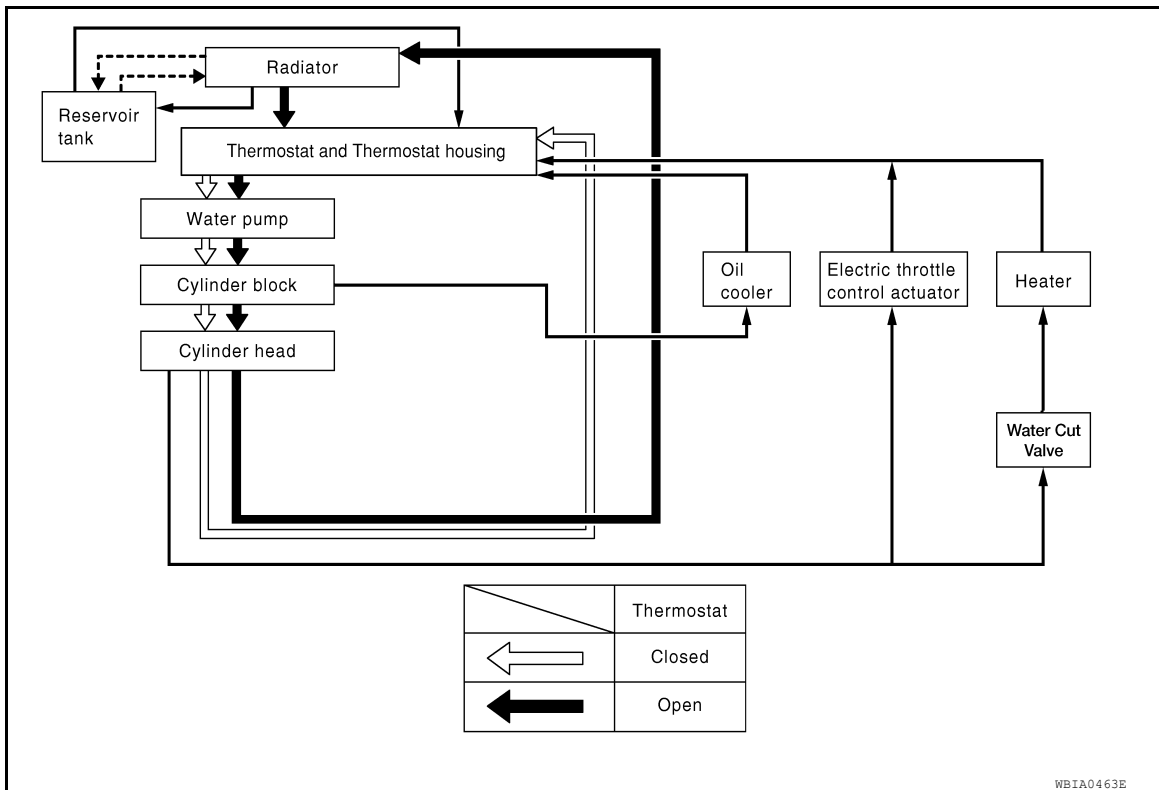 Radiator
Reservoir
tank
Thermostat and Thermostat housing
Water pump
Cylinder block
Cylinder head
Oil
cooler
Electric throttle
control actuator
Heater
Water Cut
Valve
Thermostat
Closed
Open
WBIA0463E